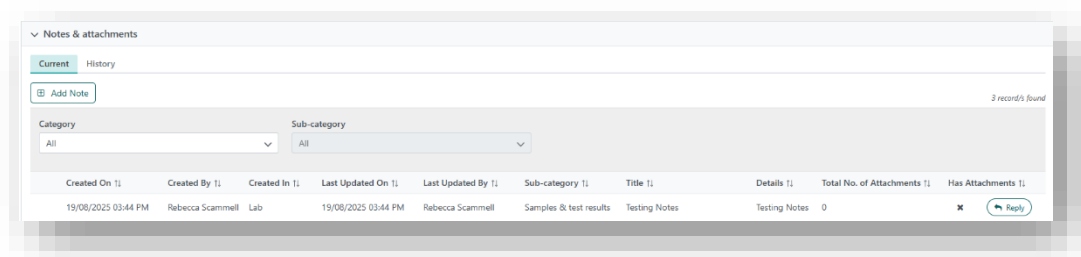 Notes & attachments
Current History
Add Note
3 record/s found
Category Sub-category
All All
Created On Created By Created In Last Updated On Last Updated By Sub-category Title Details Total No. of Attachments Has Attachments
19/08/2025 03:44 PM Rebecca Scammell Lab 19/08/2025 03:44 PM Rebecca Scammell Samples & test results Testing Notes Testing Notes 0 Reply